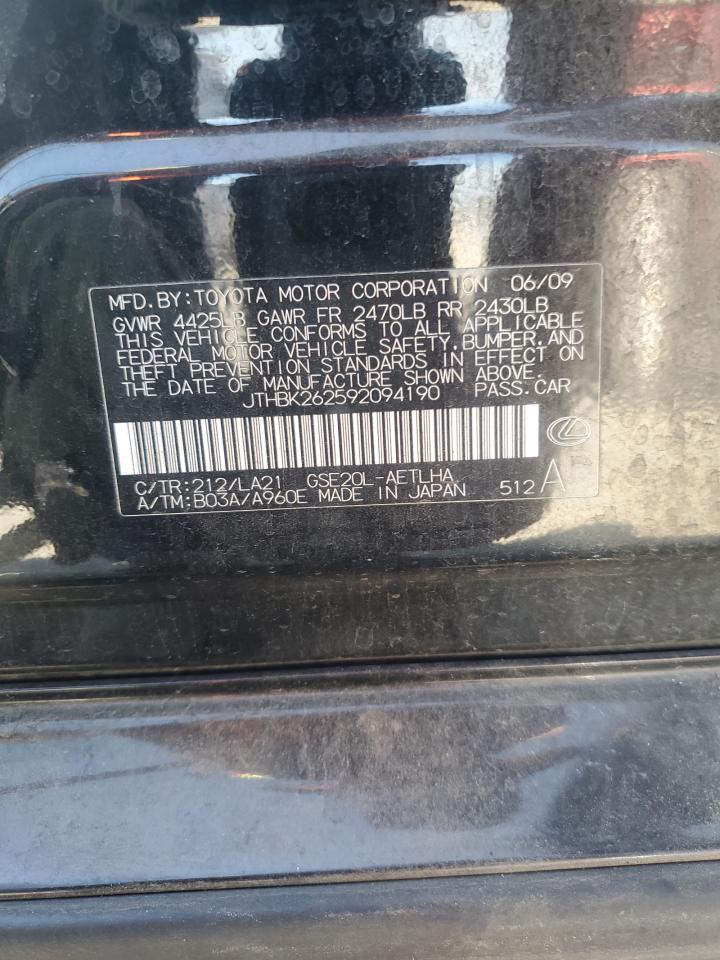 MFD.BY:TOYOTA MOTOR CORPORATION 06/09
GVWR 4425LB GAWR FR 2470LB RR 2430LB
THIS VEHICLE CONFORMS TO ALL APPLICABLE
FEDERAL MOTOR VEHICLE SAFETY,BUMPER,AND
THEFT PREVENTION STANDARDS IN EFFECT ON
THE DATE OF MANUFACTURE SHOWN ABOVE.
JTHBK262592094190 PASS.CAR
C/TR:212/LA21 GSE20L-AETLHA
A/TM:B03A/A960E MADE IN JAPAN 512 A